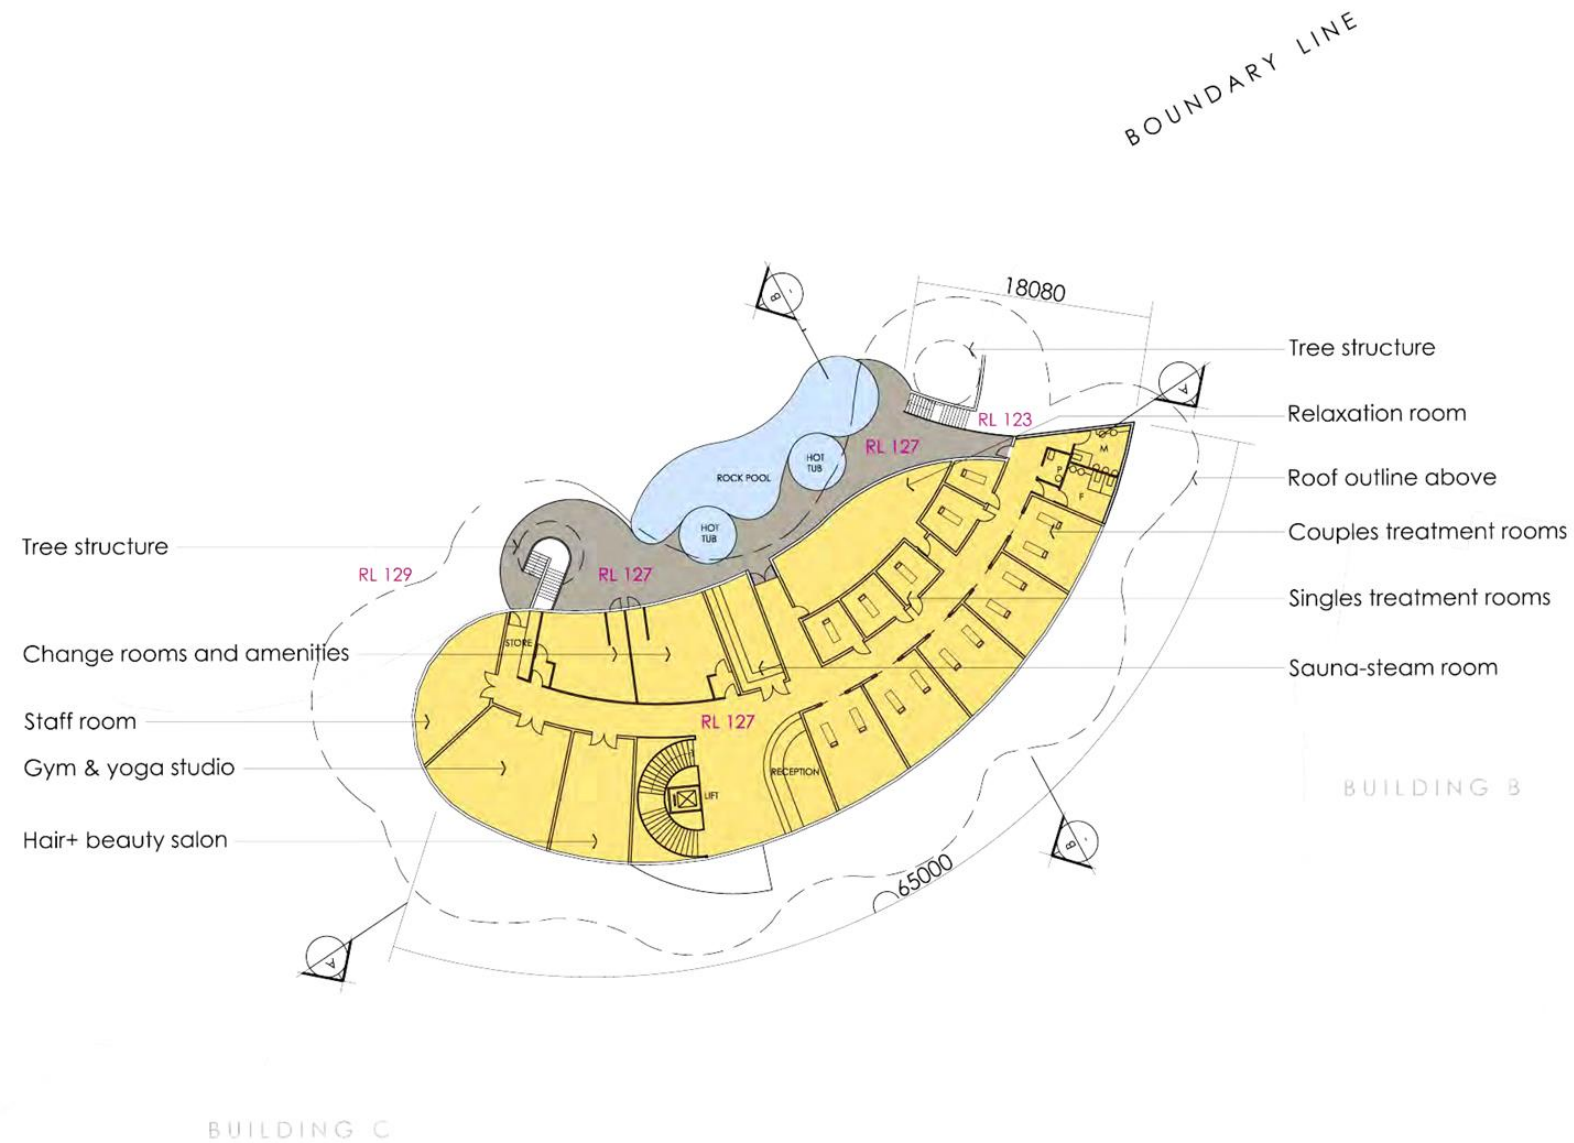 BOUNDARY LINE
B
18080
Tree structure
A
Relaxation room
RL 123
RL 127
M
HOT
TUB
P
ROCK POOL
Roof outline above
F
HOT
TUB
Couples treatment rooms
Tree structure
RL 129
RL 127
Singles treatment rooms
STORE
Change rooms and amenities
Sauna-steam room
Staff room
RL 127
Gym & yoga studio
RECEPTION
BUILDING B
LIFT
Hair+ beauty salon
B
65000
A
BUILDING C